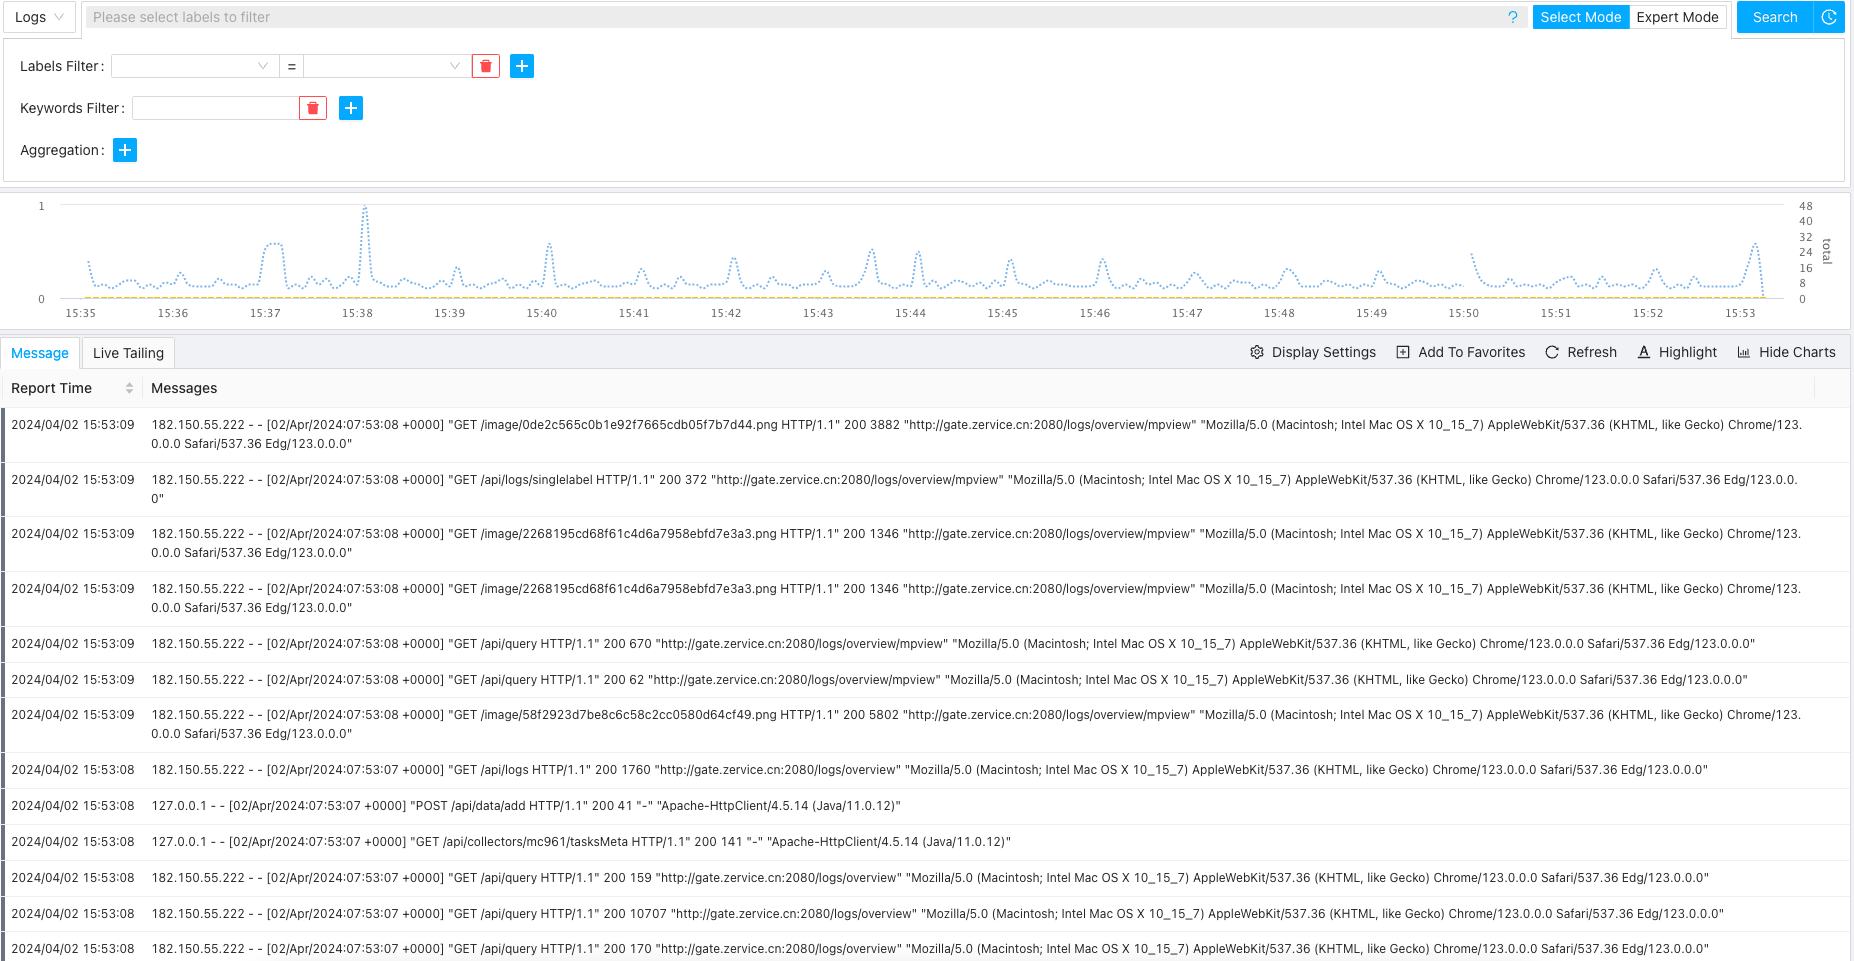 Logs
Please select labels to filter
?
Select Mode
Expert Mode
Search
Labels Filter :
=
Keywords Filter :
Aggregation :
1
0
48
40
32
24
16
8
0
total
15:35 15:36 15:37 15:38 15:39 15:40 15:41 15:42 15:43 15:44 15:45 15:46 15:47 15:48 15:49 15:50 15:51 15:52 15:53
Message
Live Tailing
Display Settings
Add To Favorites
Refresh
A Highlight
Hide Charts
Report Time Messages
2024/04/02 15:53:09 182.150.55.222 - - [02/Apr/2024:07:53:08 +0000] "GET /image/0de2c565c0b1e92f7665cdb05f7b7d44.png HTTP/1.1" 200 3882 "http://gate.zervice.cn:2080/logs/overview/mpview" "Mozilla/5.0 (Macintosh; Intel Mac OS X 10_15_7) AppleWebKit/537.36 (KHTML, like Gecko) Chrome/123.
0.0.0 Safari/537.36 Edg/123.0.0.0"
2024/04/02 15:53:09 182.150.55.222 - - [02/Apr/2024:07:53:08 +0000] "GET /api/logs/singlelabel HTTP/1.1" 200 372 "http://gate.zervice.cn:2080/logs/overview/mpview" "Mozilla/5.0 (Macintosh; Intel Mac OS X 10_15_7) AppleWebKit/537.36 (KHTML, like Gecko) Chrome/123.0.0.0 Safari/537.36 Edg/123.0.0.
0"
2024/04/02 15:53:09 182.150.55.222 - - [02/Apr/2024:07:53:08 +0000] "GET /image/2268195cd68f61c4d6a7958ebfd7e3a3.png HTTP/1.1" 200 1346 "http://gate.zervice.cn:2080/logs/overview/mpview" "Mozilla/5.0 (Macintosh; Intel Mac OS X 10_15_7) AppleWebKit/537.36 (KHTML, like Gecko) Chrome/123.
0.0.0 Safari/537.36 Edg/123.0.0.0"
2024/04/02 15:53:09 182.150.55.222 - - [02/Apr/2024:07:53:08 +0000] "GET /image/2268195cd68f61c4d6a7958ebfd7e3a3.png HTTP/1.1" 200 1346 "http://gate.zervice.cn:2080/logs/overview/mpview" "Mozilla/5.0 (Macintosh; Intel Mac OS X 10_15_7) AppleWebKit/537.36 (KHTML, like Gecko) Chrome/123.
0.0.0 Safari/537.36 Edg/123.0.0.0"
2024/04/02 15:53:09 182.150.55.222 - - [02/Apr/2024:07:53:08 +0000] "GET /api/query HTTP/1.1" 200 670 "http://gate.zervice.cn:2080/logs/overview/mpview" "Mozilla/5.0 (Macintosh; Intel Mac OS X 10_15_7) AppleWebKit/537.36 (KHTML, like Gecko) Chrome/123.0.0.0 Safari/537.36 Edg/123.0.0.0"
2024/04/02 15:53:09 182.150.55.222 - - [02/Apr/2024:07:53:08 +0000] "GET /api/query HTTP/1.1" 200 62 "http://gate.zervice.cn:2080/logs/overview/mpview" "Mozilla/5.0 (Macintosh; Intel Mac OS X 10_15_7) AppleWebKit/537.36 (KHTML, like Gecko) Chrome/123.0.0.0 Safari/537.36 Edg/123.0.0.0"
2024/04/02 15:53:09 182.150.55.222 - - [02/Apr/2024:07:53:08 +0000] "GET /image/58f2923d7be8c6c58c2cc0580d64cf49.png HTTP/1.1" 200 5802 "http://gate.zervice.cn:2080/logs/overview/mpview" "Mozilla/5.0 (Macintosh; Intel Mac OS X 10_15_7) AppleWebKit/537.36 (KHTML, like Gecko) Chrome/123.
0.0.0 Safari/537.36 Edg/123.0.0.0"
2024/04/02 15:53:08 182.150.55.222 - - [02/Apr/2024:07:53:07 +0000] "GET /api/logs HTTP/1.1" 200 1760 "http://gate.zervice.cn:2080/logs/overview" "Mozilla/5.0 (Macintosh; Intel Mac OS X 10_15_7) AppleWebKit/537.36 (KHTML, like Gecko) Chrome/123.0.0.0 Safari/537.36 Edg/123.0.0.0"
2024/04/02 15:53:08 127.0.0.1 - - [02/Apr/2024:07:53:07 +0000] "POST /api/data/add HTTP/1.1" 200 41 "-" "Apache-HttpClient/4.5.14 (Java/11.0.12)"
2024/04/02 15:53:08 127.0.0.1 - - [02/Apr/2024:07:53:07 +0000] "GET /api/collectors/mc961/tasksMeta HTTP/1.1" 200 141 "-" "Apache-HttpClient/4.5.14 (Java/11.0.12)"
2024/04/02 15:53:08 182.150.55.222 - - [02/Apr/2024:07:53:07 +0000] "GET /api/query HTTP/1.1" 200 159 "http://gate.zervice.cn:2080/logs/overview" "Mozilla/5.0 (Macintosh; Intel Mac OS X 10_15_7) AppleWebKit/537.36 (KHTML, like Gecko) Chrome/123.0.0.0 Safari/537.36 Edg/123.0.0.0"
2024/04/02 15:53:08 182.150.55.222 - - [02/Apr/2024:07:53:07 +0000] "GET /api/query HTTP/1.1" 200 10707 "http://gate.zervice.cn:2080/logs/overview" "Mozilla/5.0 (Macintosh; Intel Mac OS X 10_15_7) AppleWebKit/537.36 (KHTML, like Gecko) Chrome/123.0.0.0 Safari/537.36 Edg/123.0.0.0"
2024/04/02 15:53:08 182.150.55.222 - - [02/Apr/2024:07:53:07 +0000] "GET /api/query HTTP/1.1" 200 170 "http://gate.zervice.cn:2080/logs/overview" "Mozilla/5.0 (Macintosh; Intel Mac OS X 10_15_7) AppleWebKit/537.36 (KHTML, like Gecko) Chrome/123.0.0.0 Safari/537.36 Edg/123.0.0.0"